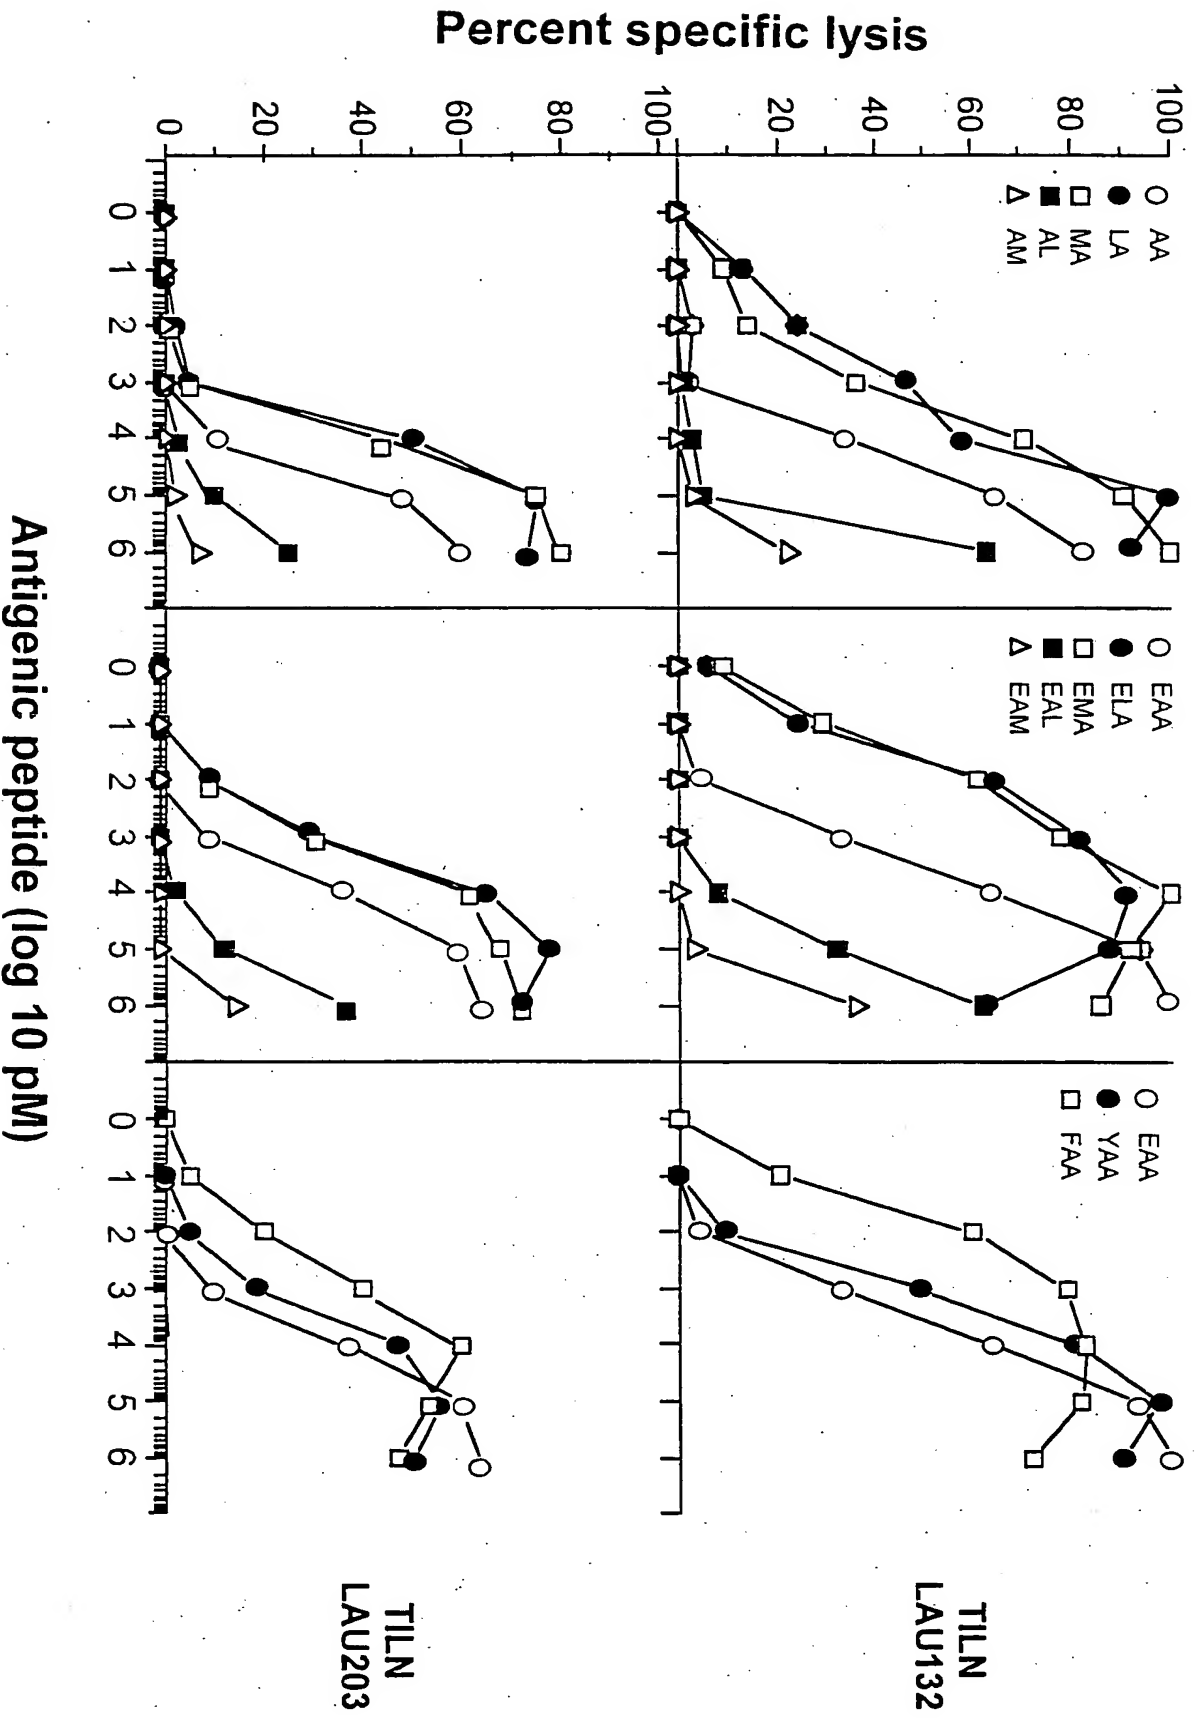 Percent specific lysis
100
80
60
40
20
100
80
60
40
20
0
AA
LA
MA
AL
AM
EAA
ELA
EMA
EAL
EAM
EAA
YAA
FAA
TILN
LAU132
TILN
LAU203
0 1 2 3 4 5 6
0 1 2 3 4 5 6
0 1 2 3 4 5 6
Antigenic peptide (log 10 pM)